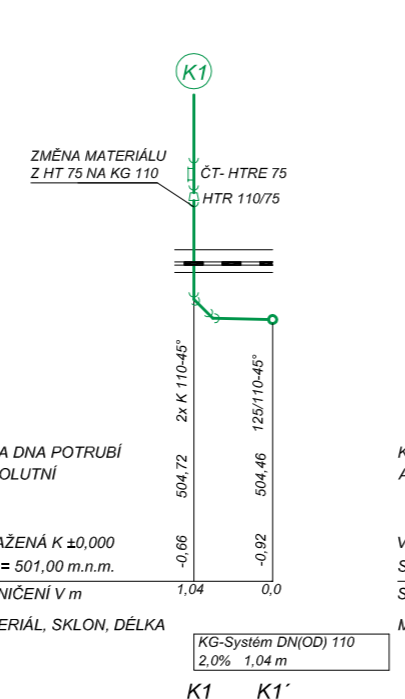 K1
ZMĚNA MATERIÁLU
Z HT 75 NA KG 110
ČT- HTRE 75
HTR 110/75
2x K 110-45°
125/110-45°
A DNA POTRUBÍ
OLUTNÍ
504,72
504,46
K
A
AŽENÁ K ±0,000
= 501,00 m.n.m.
-0,66
-0,92
V
S
NIČENÍ V m
1,04
0,0
S
ERIÁL, SKLON, DÉLKA
M
KG-Systém DN(OD) 110
2,0% 1,04 m
K1 K1´